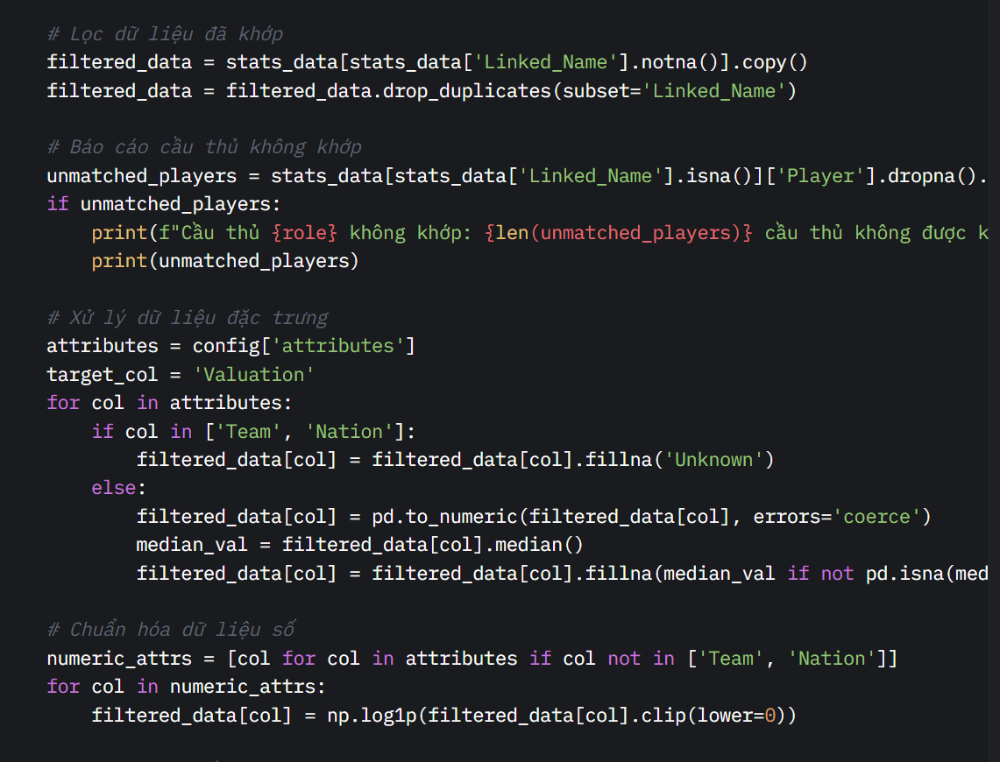 # Lọc dữ liệu đã khớp
filtered_data = stats_data[stats_data['Linked_Name'].notna()].copy()
filtered_data = filtered_data.drop_duplicates(subset='Linked_Name')
# Báo cáo cầu thủ không khớp
unmatched_players = stats_data[stats_data['Linked_Name'].isna()]['Player'].dropna().
if unmatched_players:
    print(f"Cầu thủ {role} không khớp: {len(unmatched_players)} cầu thủ không được k
    print(unmatched_players)
# Xử lý dữ liệu đặc trưng
attributes = config['attributes']
target_col = 'Valuation'
for col in attributes:
    if col in ['Team', 'Nation']:
        filtered_data[col] = filtered_data[col].fillna('Unknown')
    else:
        filtered_data[col] = pd.to_numeric(filtered_data[col], errors='coerce')
        median_val = filtered_data[col].median()
        filtered_data[col] = filtered_data[col].fillna(median_val if not pd.isna(med
# Chuẩn hóa dữ liệu số
numeric_attrs = [col for col in attributes if col not in ['Team', 'Nation']]
for col in numeric_attrs:
    filtered_data[col] = np.log1p(filtered_data[col].clip(lower=0))